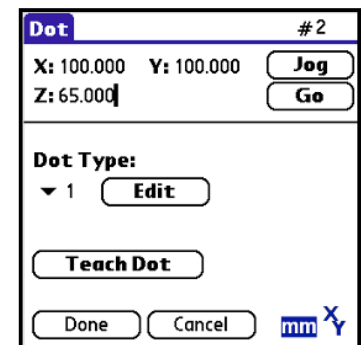 Dot #2
X: 100.000 Y: 100.000 Jog
Z: 65.000 Go
Dot Type:
1 Edit
Teach Dot
Done Cancel mm X Y